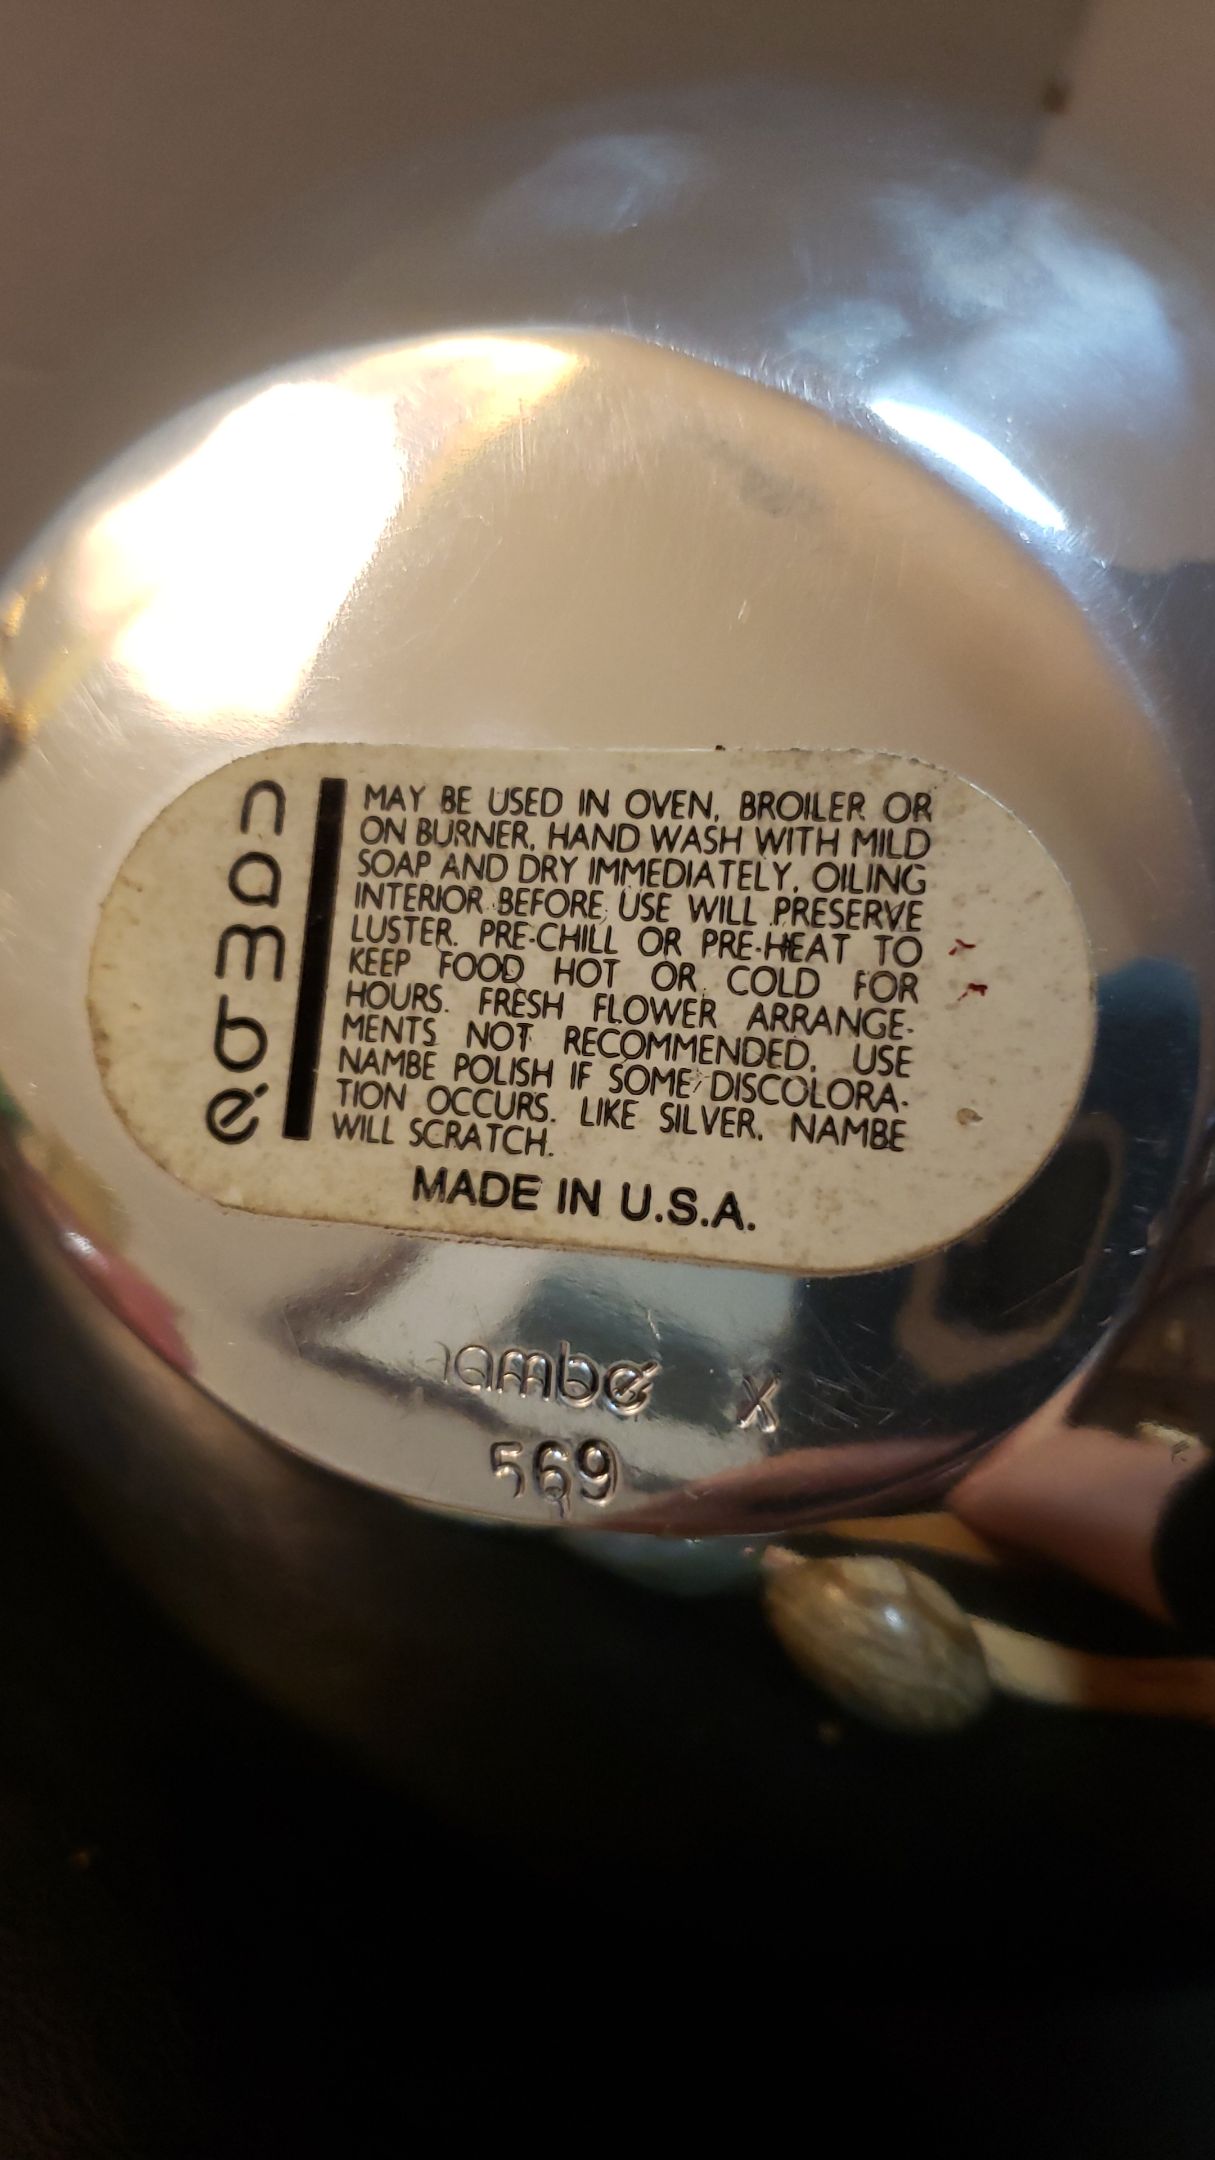 nambé
MAY BE USED IN OVEN, BROILER OR
ON BURNER. HAND WASH WITH MILD
SOAP AND DRY IMMEDIATELY. OILING
INTERIOR BEFORE USE WILL PRESERVE
LUSTER. PRE-CHILL OR PRE-HEAT TO
KEEP FOOD HOT OR COLD FOR
HOURS. FRESH FLOWER ARRANGE-
MENTS NOT RECOMMENDED. USE
NAMBE POLISH IF SOME DISCOLORA-
TION OCCURS. LIKE SILVER, NAMBE
WILL SCRATCH.
MADE IN U.S.A.
nambé X
569